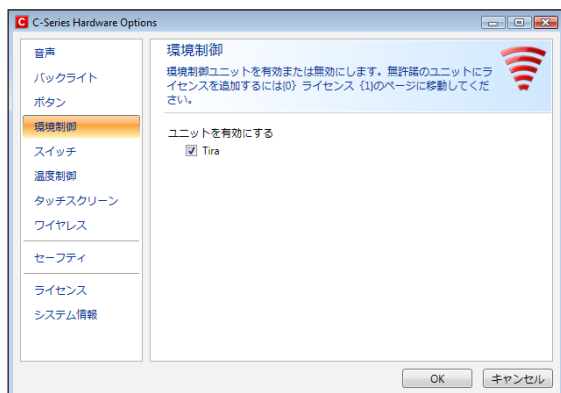 C C-Series Hardware Options
音声
バックライト
ボタン
環境制御
スイッチ
温度制御
タッチスクリーン
ワイヤレス
セーフティ
ライセンス
システム情報
環境制御
環境制御ユニットを有効または無効にします。無許諾のユニットにラ
イセンスを追加するには{0} ライセンス {1}のページに移動してくだ
さい。
ユニットを有効にする
Tira
OK
キャンセル